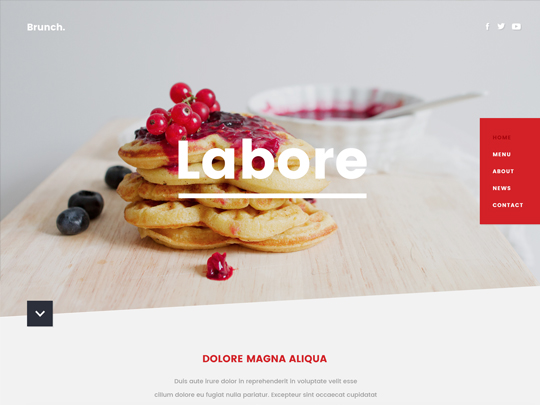 Brunch.
Labore
HOME
MENU
ABOUT
NEWS
CONTACT
DOLORE MAGNA ALIQUA
Duis aute irure dolor in reprehenderit in voluptate velit esse
cillum dolore eu fugiat nulla pariatur. Excepteur sint occaecat cupidatat